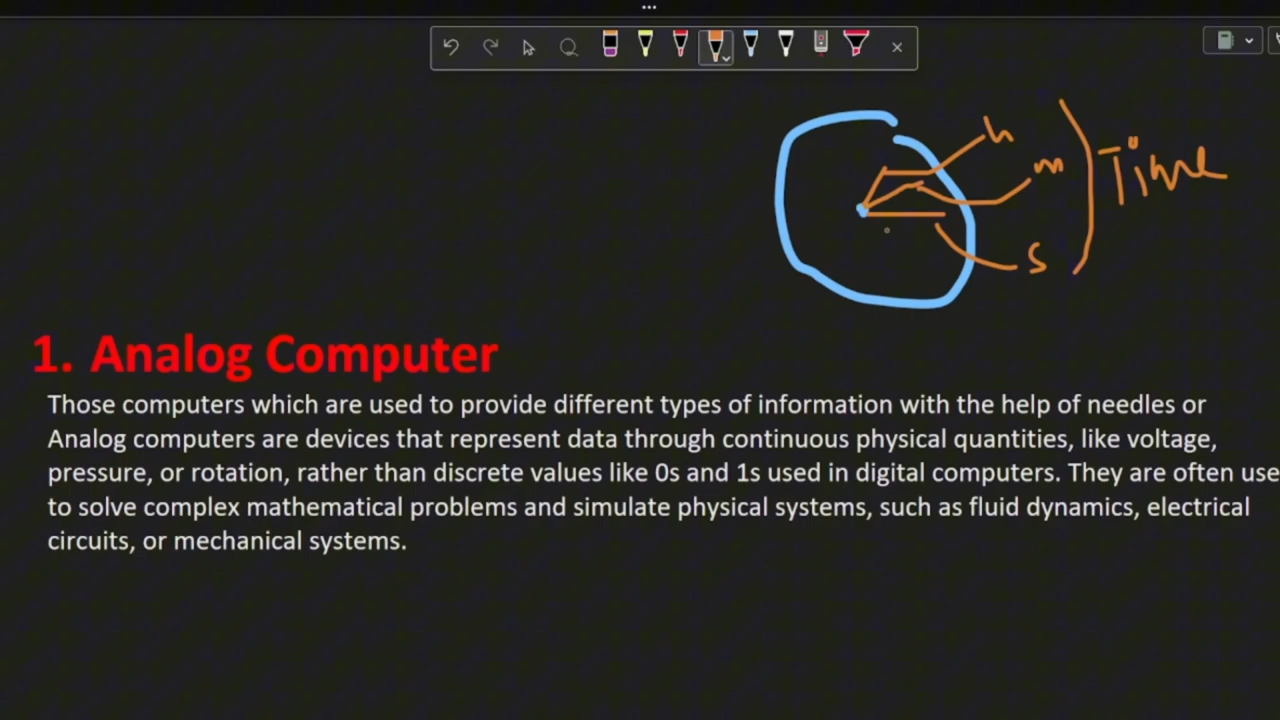 h
m
s
Time
1. Analog Computer
Those computers which are used to provide different types of information with the help of needles or
Analog computers are devices that represent data through continuous physical quantities, like voltage,
pressure, or rotation, rather than discrete values like 0s and 1s used in digital computers. They are often use
to solve complex mathematical problems and simulate physical systems, such as fluid dynamics, electrical
circuits, or mechanical systems.